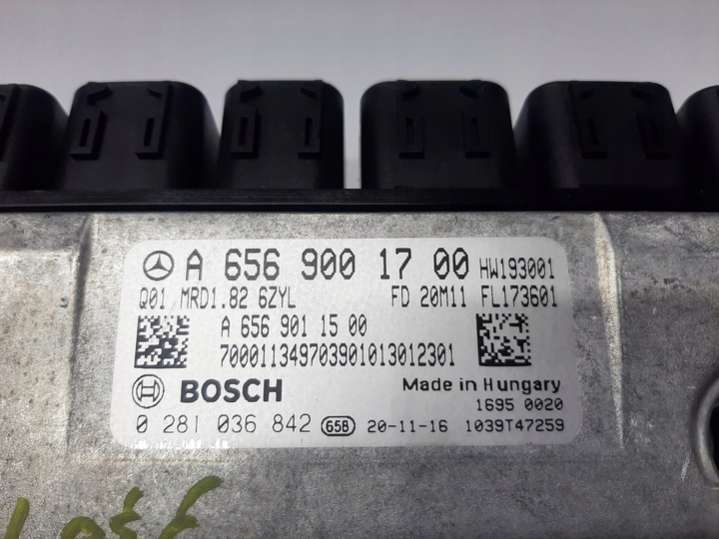 A 656 900 17 00 HW193001
Q01 MRD1.82 6ZYL FD 20M11 FL173601
A 656 901 15 00
700011349703901013012301
BOSCH Made in Hungary
1695 0020
0 281 036 842 658 20-11-16 1039T47259